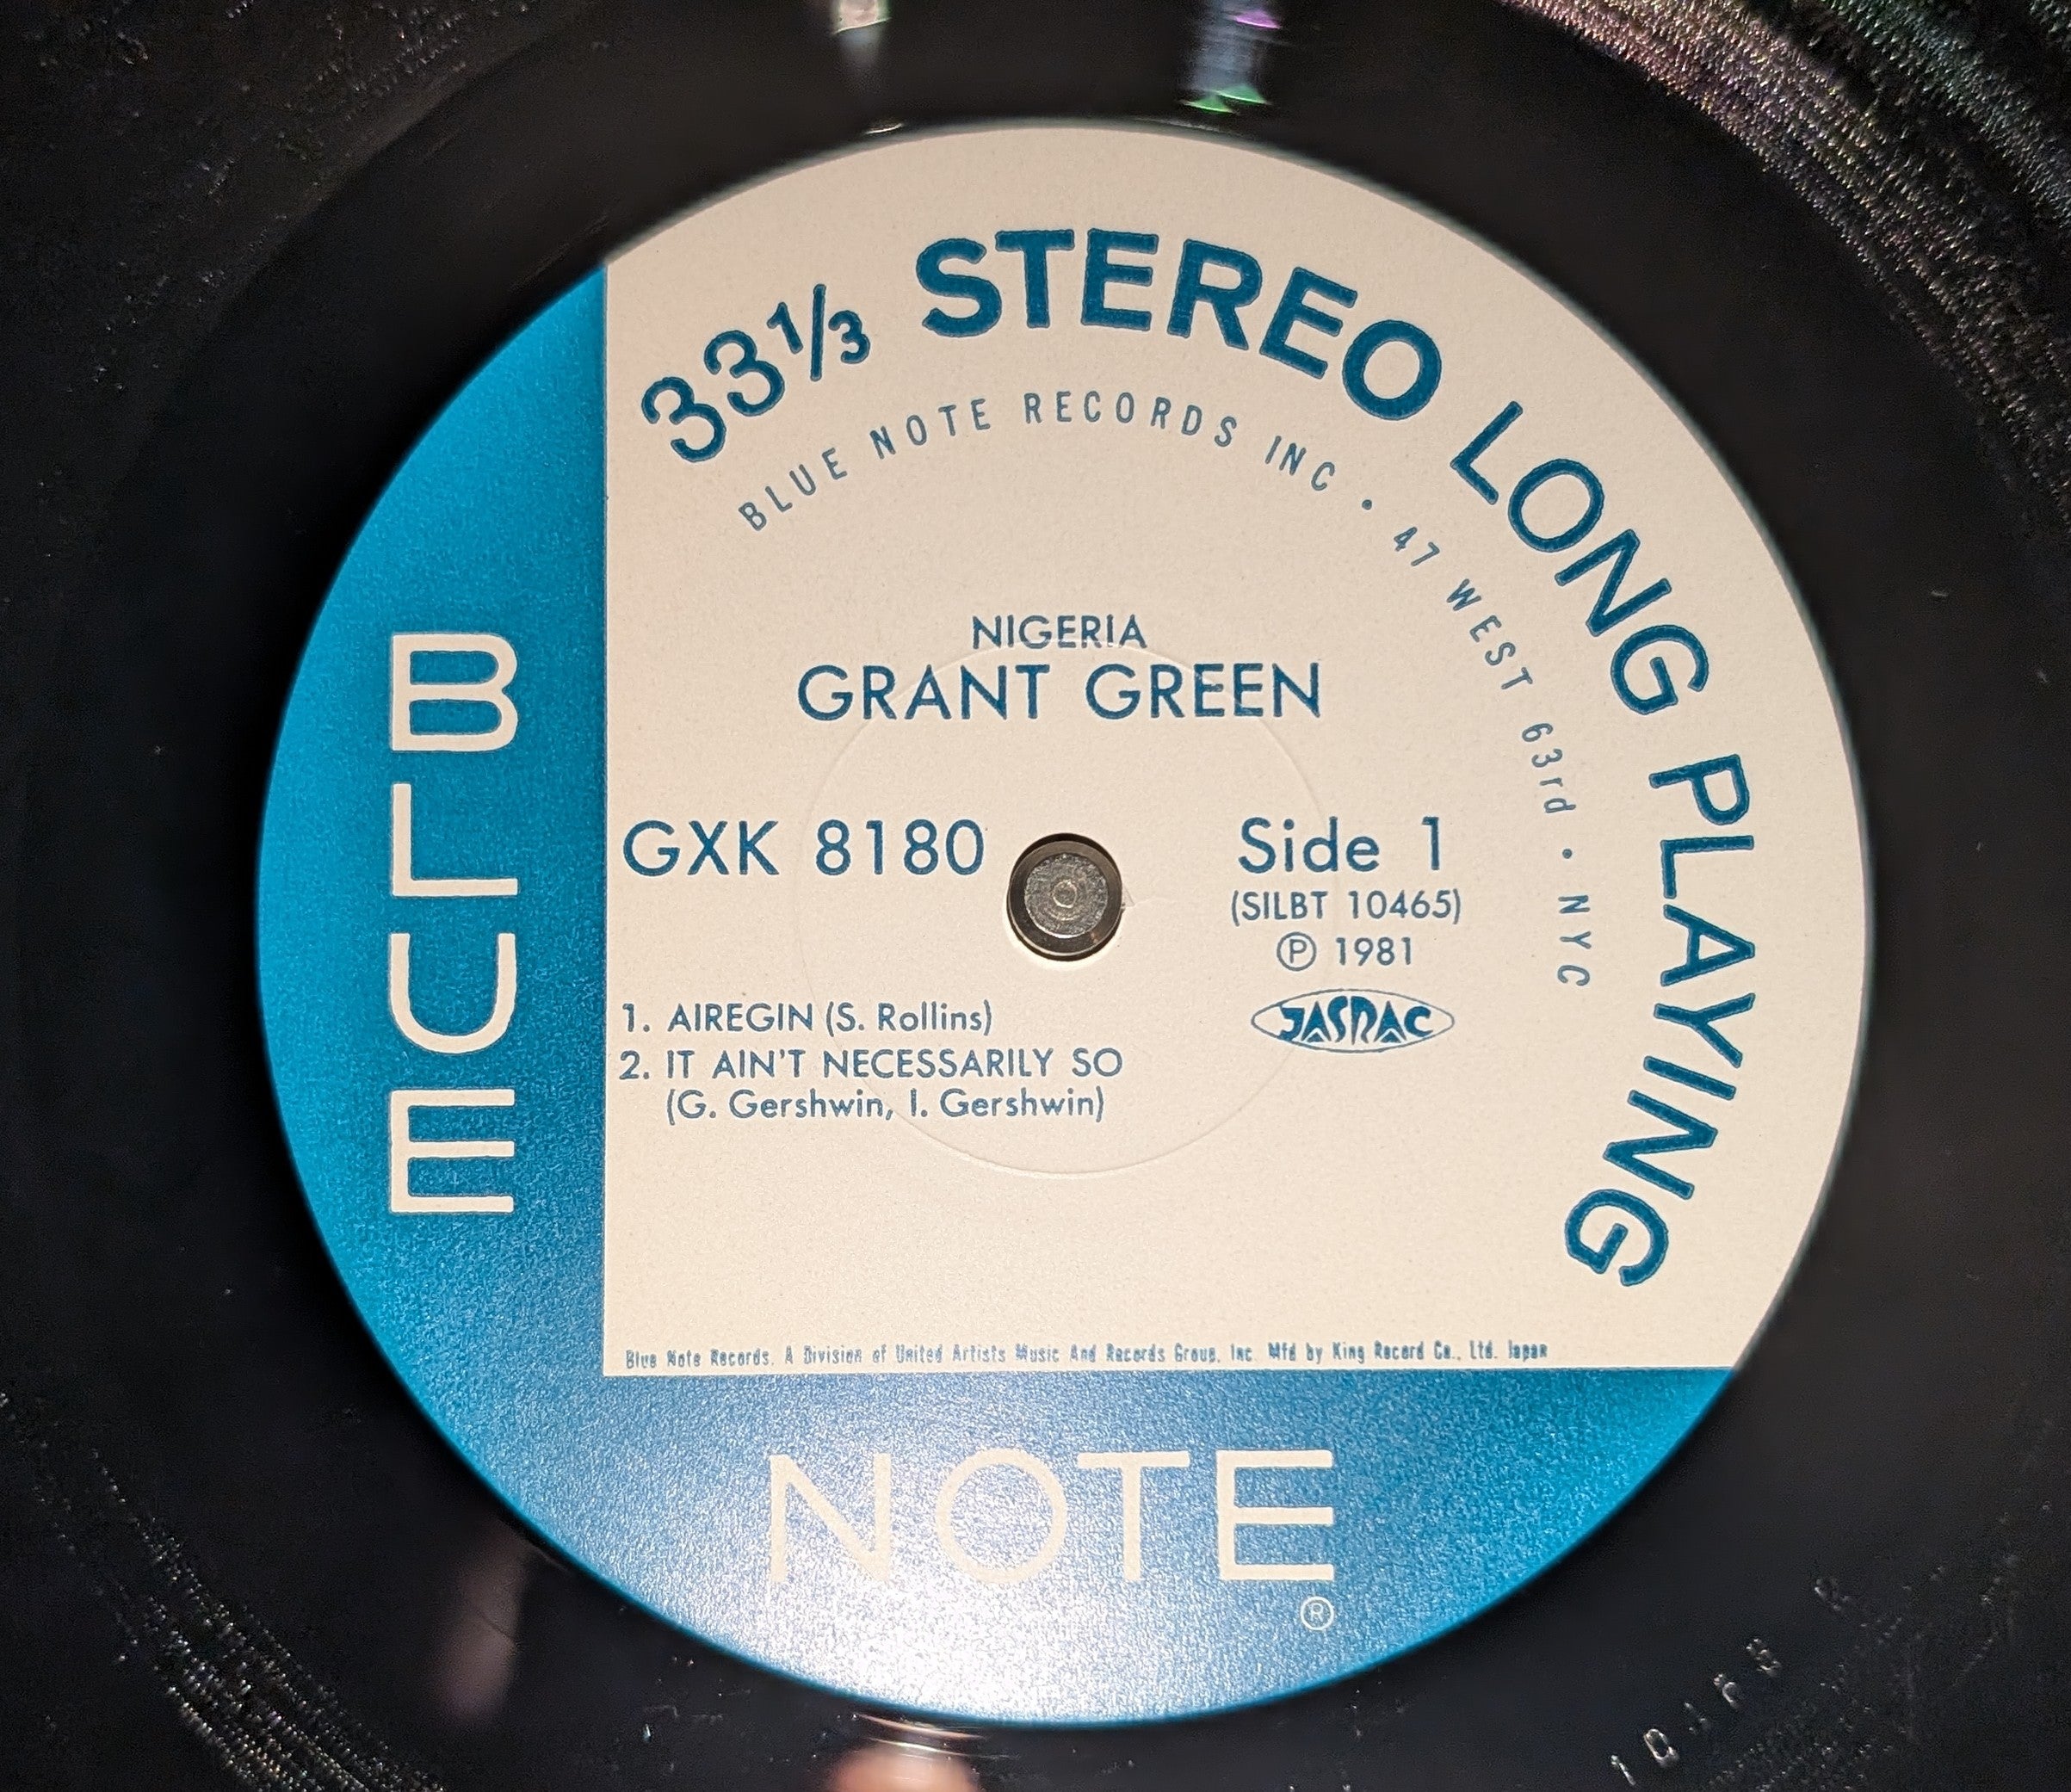 33⅓ STEREO LONG PLAYING
BLUE NOTE RECORDS INC • 47 WEST 63rd • NYC
NIGERIA
GRANT GREEN
GXK 8180
Side 1
(SILBT 10465)
Ⓟ 1981
JASRAC
1. AIREGIN (S. Rollins)
2. IT AIN'T NECESSARILY SO
(G. Gershwin, I. Gershwin)
Blue Note Records. A Division of United Artists Music And Records Group, Inc. Mfd by King Record Co., Ltd. Japan
BLUE
NOTE
®